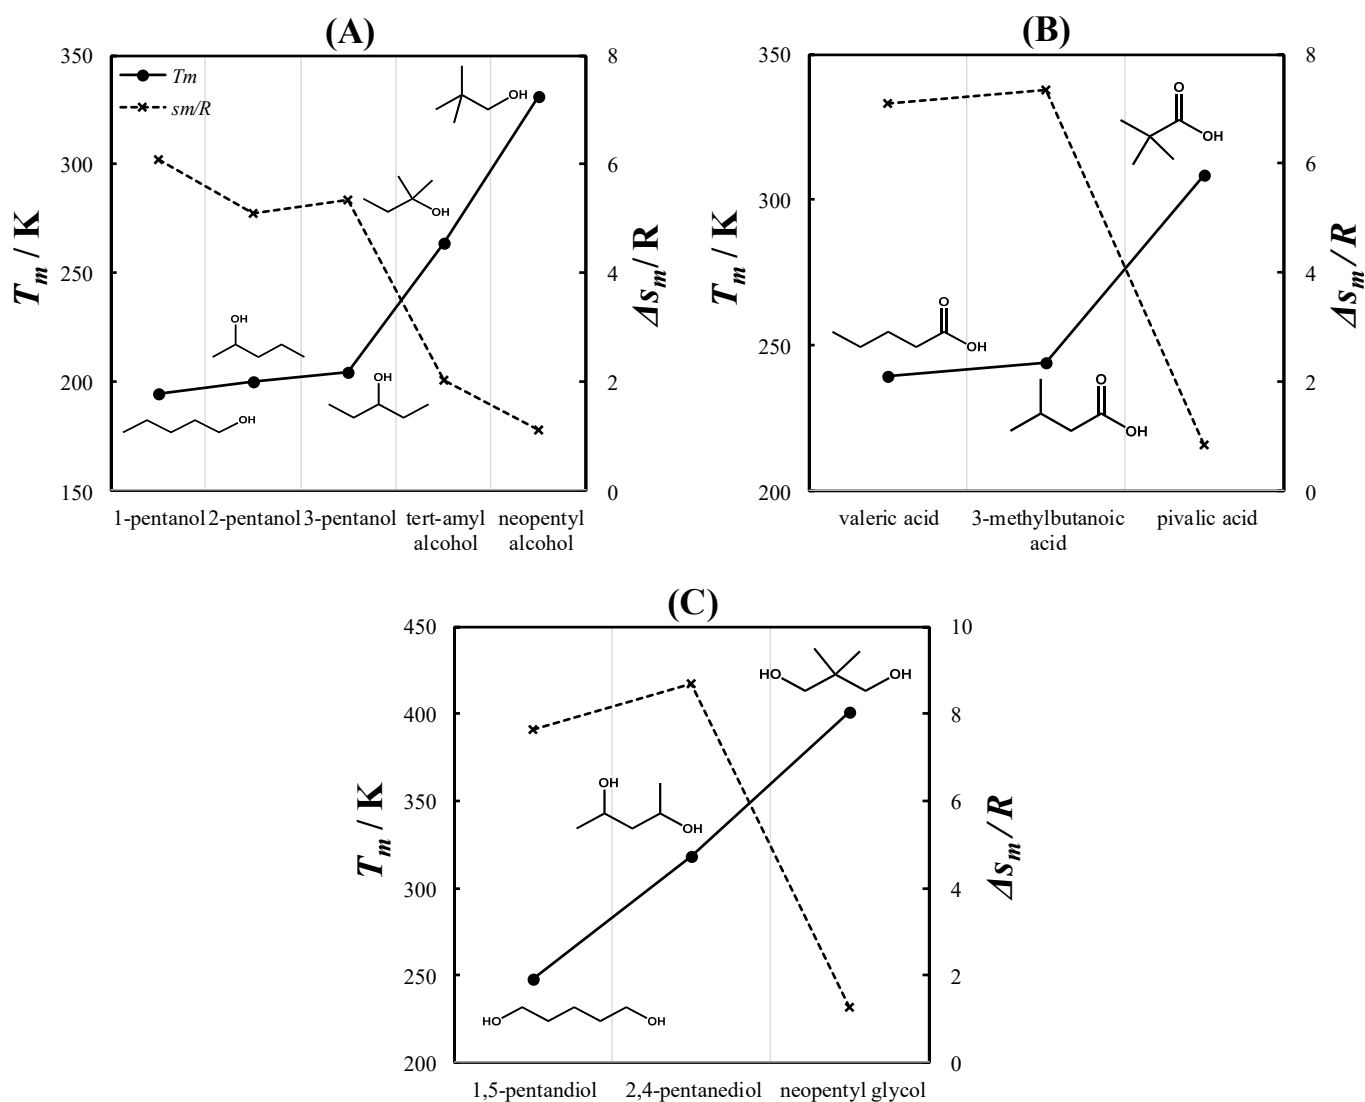 (A)
350
300
250
200
150
T_m / K
Tm
sm/R
OH
OH
OH
OH
OH
8
6
4
2
0
Δs_m/ R
1-pentanol
2-pentanol
3-pentanol
tert-amyl
alcohol
neopentyl
alcohol
(B)
350
300
250
200
T_m / K
O
OH
O
OH
O
OH
8
6
4
2
0
Δs_m / R
valeric acid
3-methylbutanoic
acid
pivalic acid
(C)
450
400
350
300
250
200
T_m / K
HO
OH
OH
OH
HO
OH
10
8
6
4
2
0
Δs_m / R
1,5-pentandiol
2,4-pentanediol
neopentyl glycol